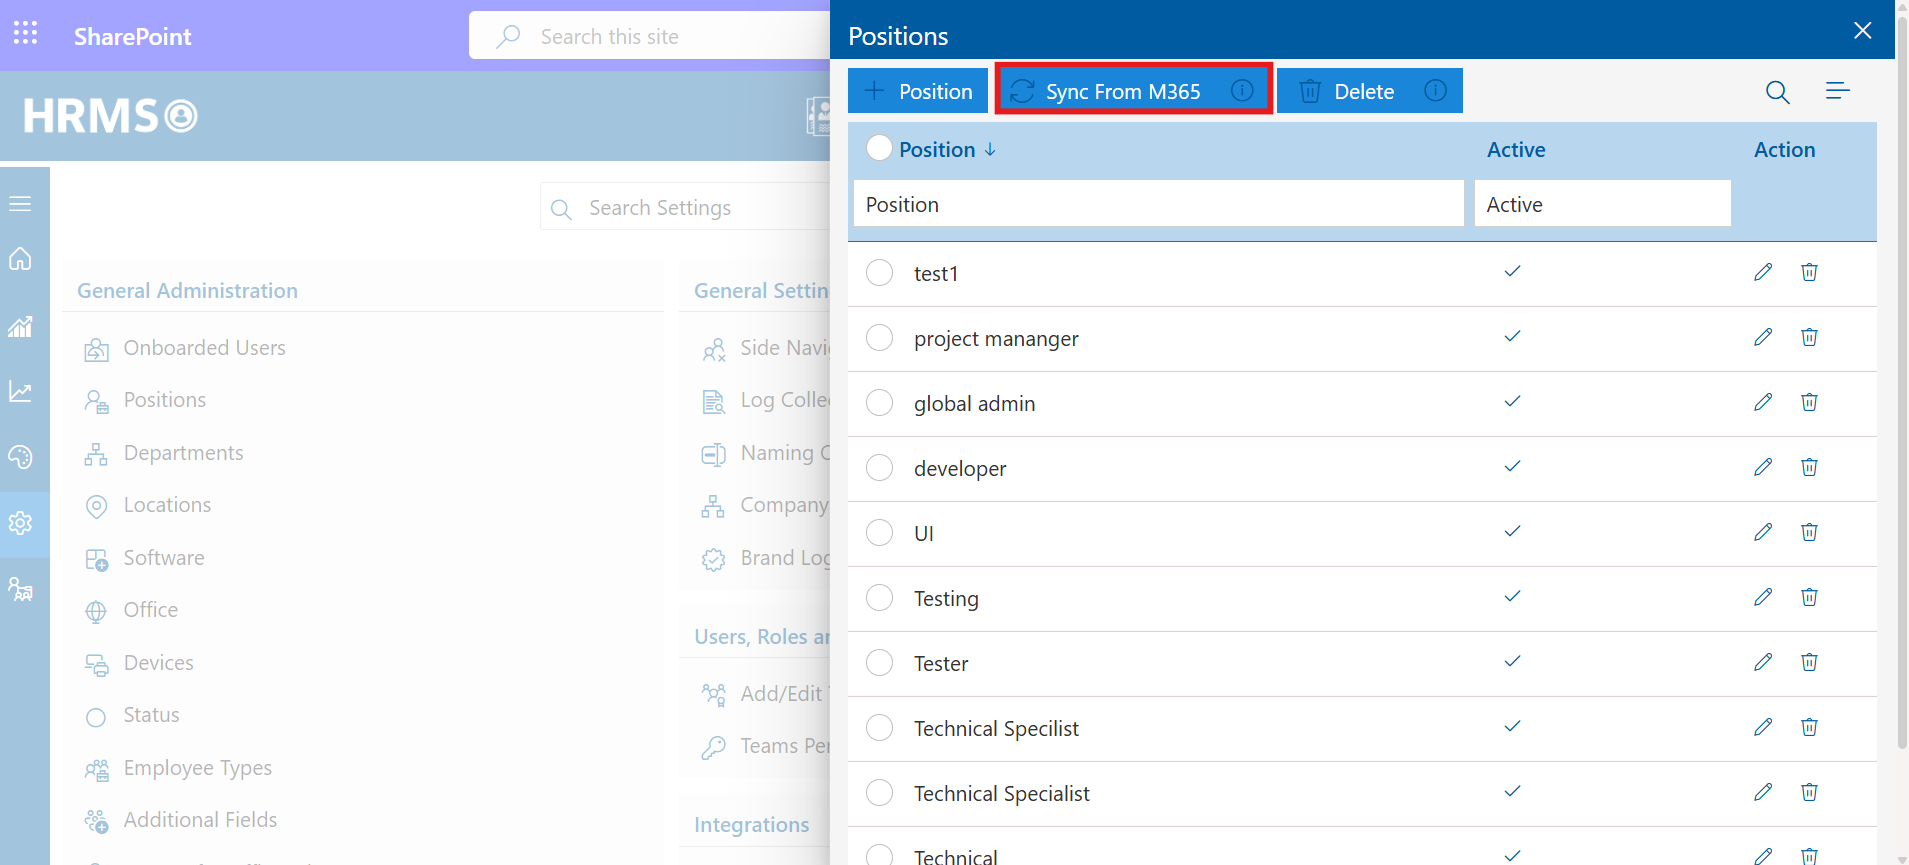 SharePoint
Search this site
HRMS
Search Settings
General Administration
Onboarded Users
Positions
Departments
Locations
Software
Office
Devices
Status
Employee Types
Additional Fields
General Settin
Side Navi
Log Colle
Naming C
Company
Brand Log
Users, Roles an
Add/Edit
Teams Per
Integrations
Positions
Position
Sync From M365
Delete
Position ↓ Active Action
Position Active
test1
project mananger
global admin
developer
UI
Testing
Tester
Technical Specilist
Technical Specialist
Technical